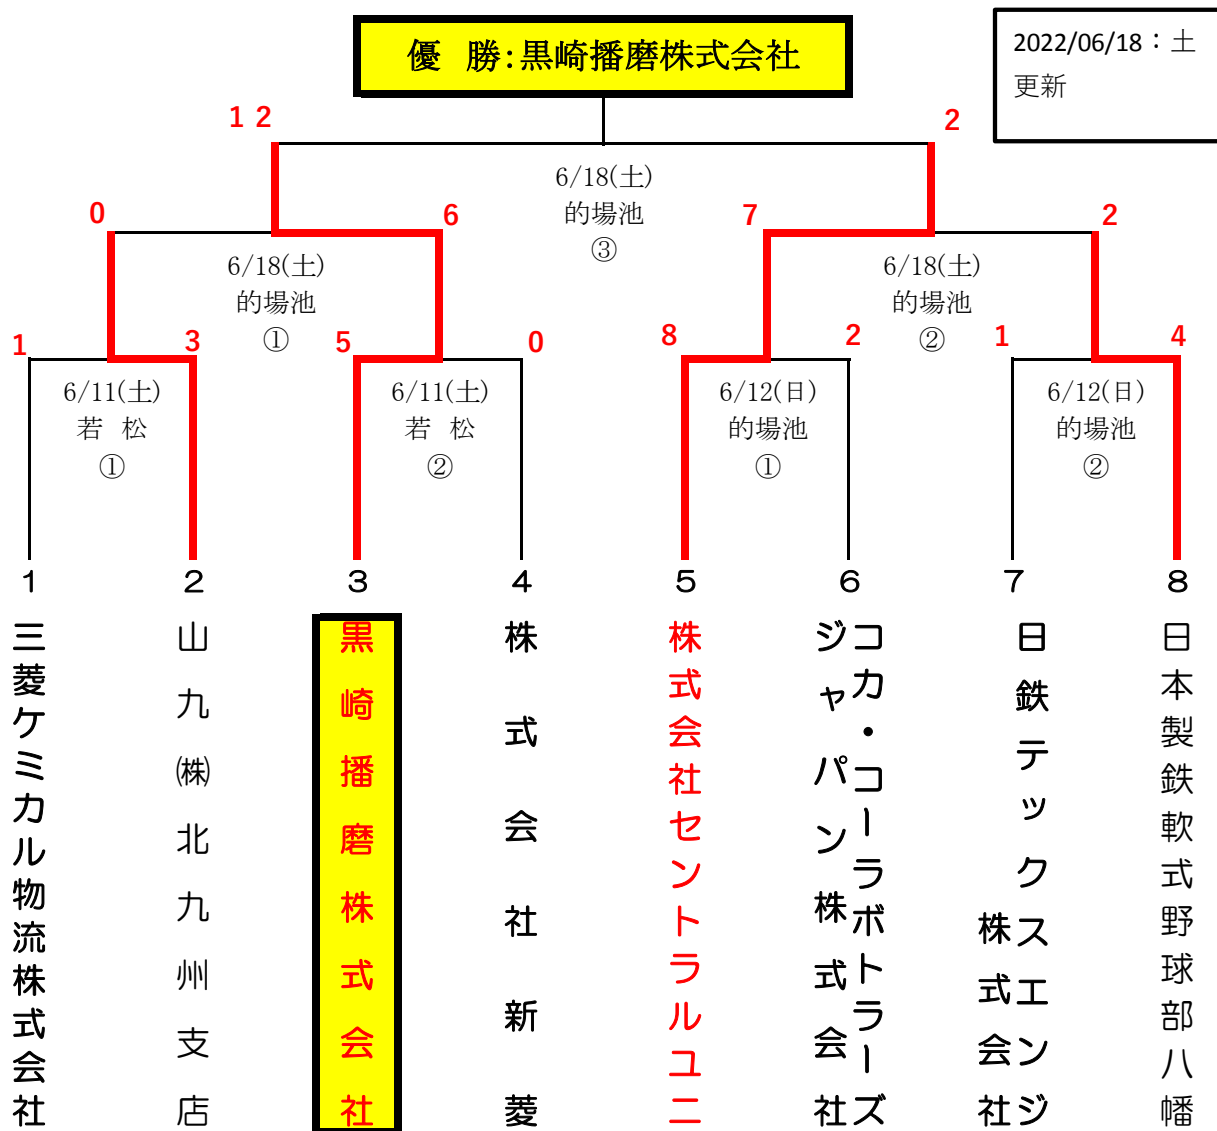 優 勝：黒崎播磨株式会社
2022/06/18：土
更新
12
2
6/18(土)
的場池
③
0
6
7
2
6/18(土)
的場池
①
6/18(土)
的場池
②
1
3
5
0
8
2
1
4
6/11(土)
若 松
①
6/11(土)
若 松
②
6/12(日)
的場池
①
6/12(日)
的場池
②
1
2
3
4
5
6
7
8
三菱ケミカル物流株式会社
山九㈱北九州支店
黒崎播磨株式会社
株式会社新菱
株式会社セントラルユニ
コカ・コーラボトラーズ
ジャパン株式会社
日鉄テックスエンジ
株式会社
日本製鉄軟式野球部八幡